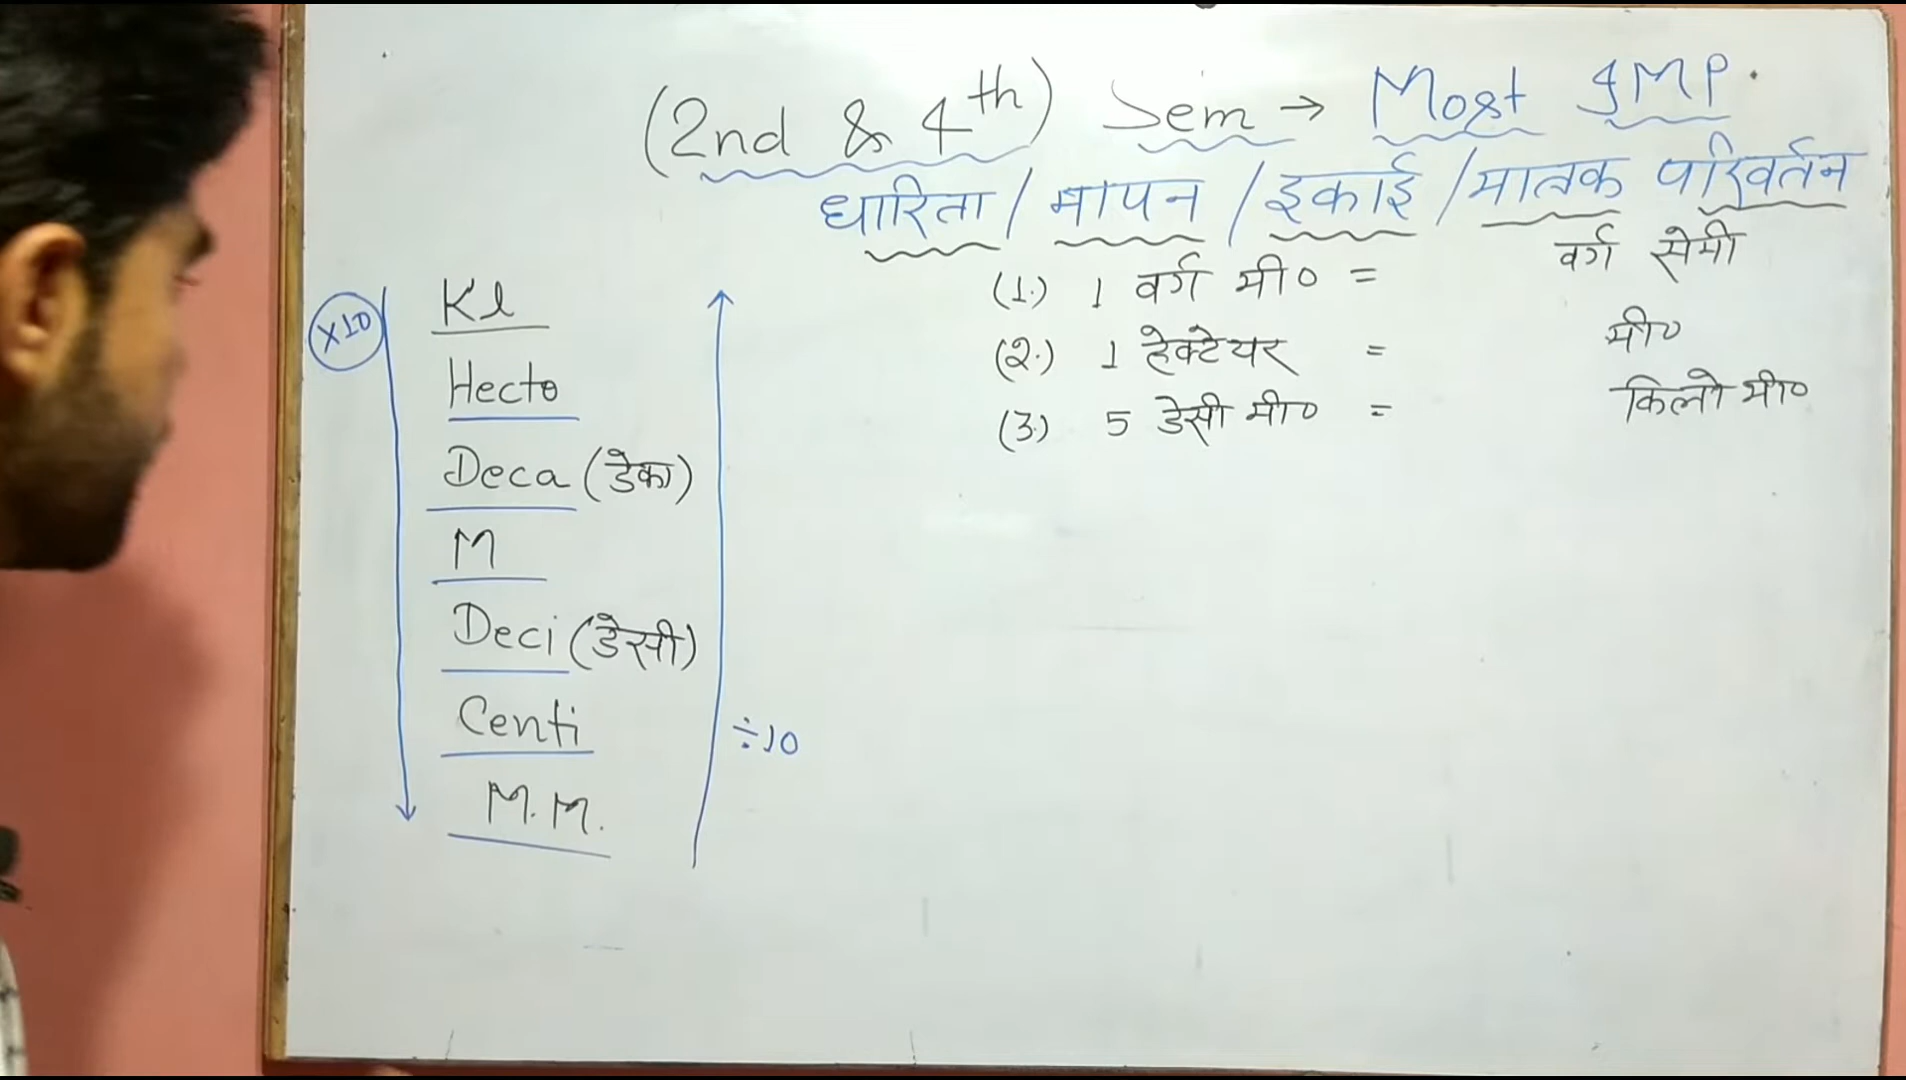 (2nd & 4th) Sem → Most IMP.
धारिता / मापन / इकाई / मात्रक परिवर्तन
(1.) 1 वर्ग मी० = वर्ग सेमी
(2.) 1 हेक्टेयर = मी०
(3.) 5 डेसी मी० = किलो मी०
X10
Kl
Hecto
Deca (डेका)
M
Deci (डेसी)
Centi
÷10
M.M.